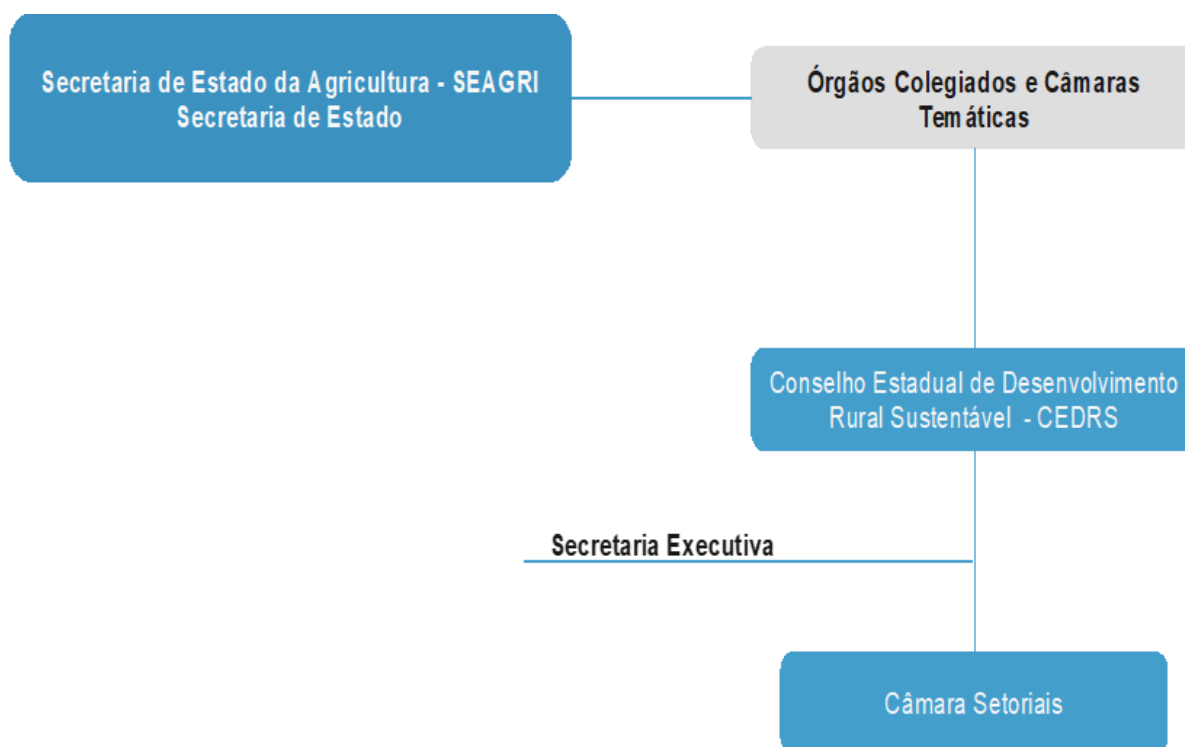 Secretaria de Estado da Agricultura - SEAGRI
Secretaria de Estado
Órgãos Colegiados e Câmaras
Temáticas
Conselho Estadual de Desenvolvimento
Rural Sustentável - CEDRS
Secretaria Executiva
Câmara Setoriais